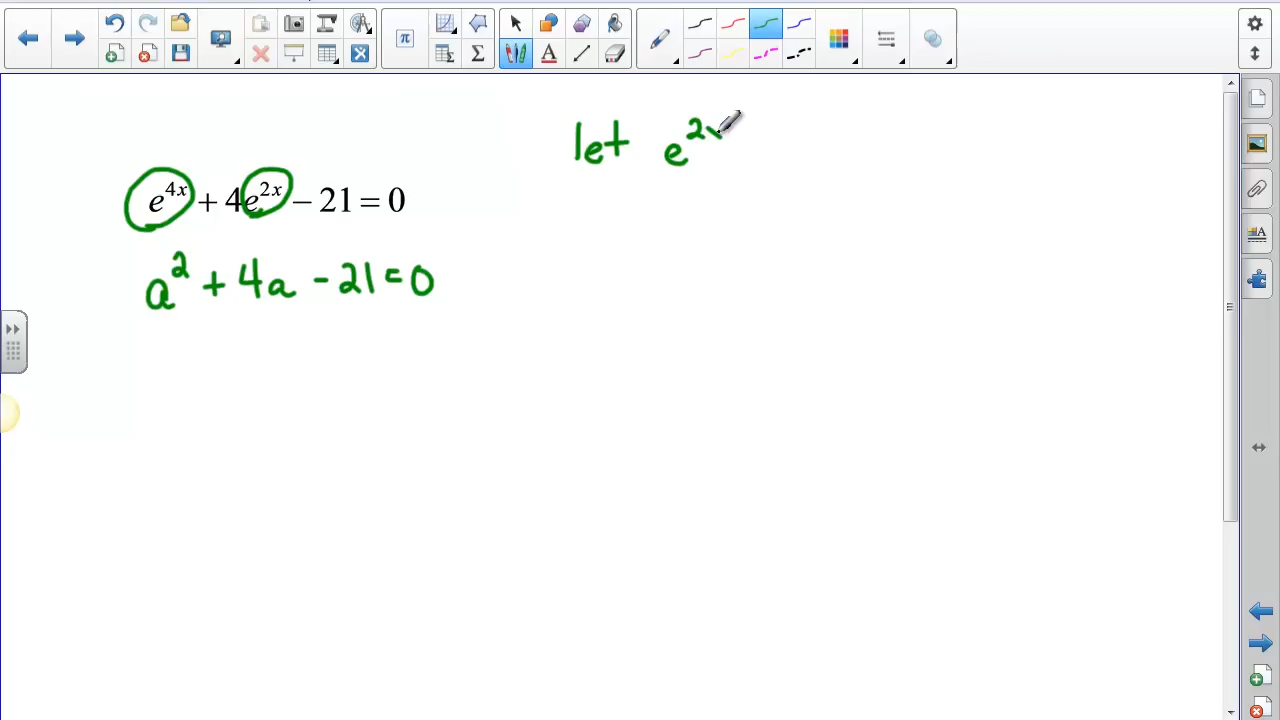 let e^{2x}
e^{4x} + 4e^{2x} − 21 = 0
a^2 + 4a - 21 = 0